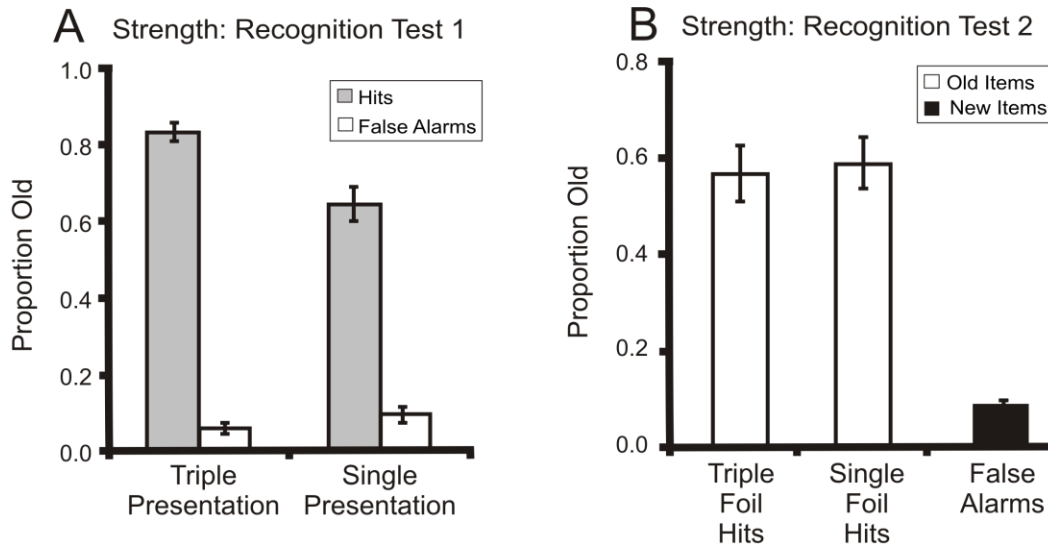 A Strength: Recognition Test 1
1.0
0.8
0.6
0.4
0.2
0.0
Proportion Old
Hits
False Alarms
Triple
Presentation
Single
Presentation
B Strength: Recognition Test 2
0.8
0.6
0.4
0.2
0.0
Proportion Old
Old Items
New Items
Triple
Foil
Hits
Single
Foil
Hits
False
Alarms